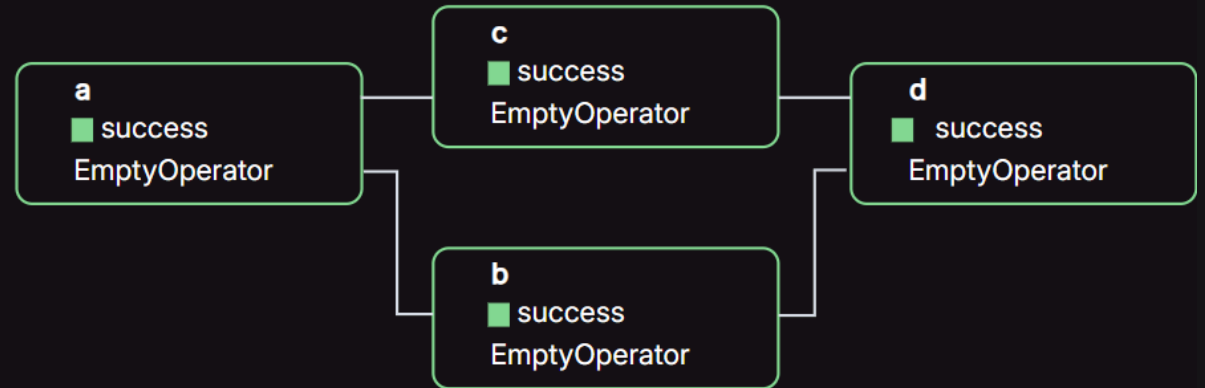 a
success
EmptyOperator
c
success
EmptyOperator
b
success
EmptyOperator
d
success
EmptyOperator